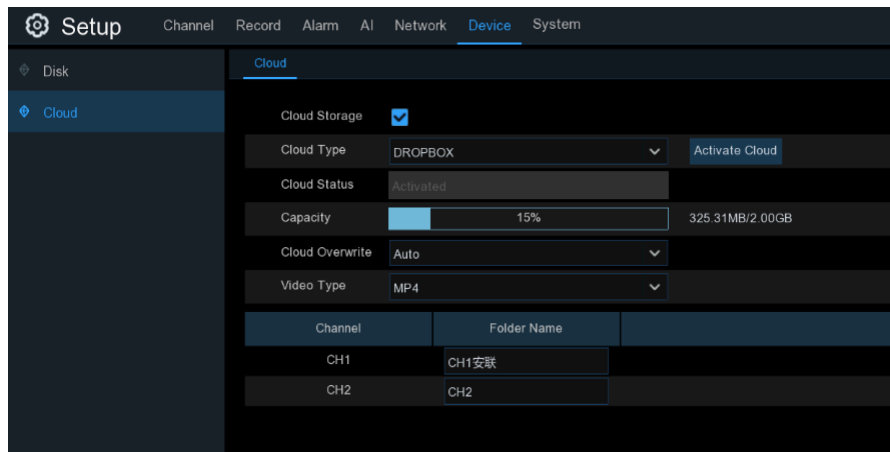 Setup Channel Record Alarm AI Network Device System
Disk
Cloud
Cloud
Cloud Storage
Cloud Type DROPBOX Activate Cloud
Cloud Status Activated
Capacity 15% 325.31MB/2.00GB
Cloud Overwrite Auto
Video Type MP4
Channel Folder Name
CH1 CH1安联
CH2 CH2